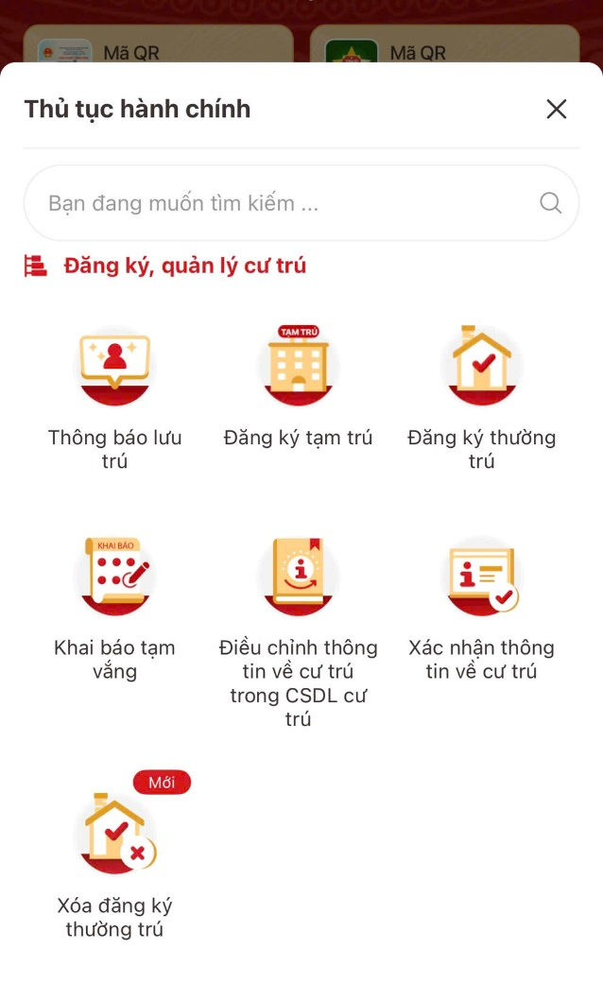 Mã QR
Mã QR
Thủ tục hành chính
Bạn đang muốn tìm kiếm ...
Đăng ký, quản lý cư trú
TẠM TRÚ
Thông báo lưu
trú
Đăng ký tạm trú
Đăng ký thường
trú
KHAI BÁO
Khai báo tạm
vắng
Điều chỉnh thông
tin về cư trú
trong CSDL cư
trú
Xác nhận thông
tin về cư trú
Mới
Xóa đăng ký
thường trú